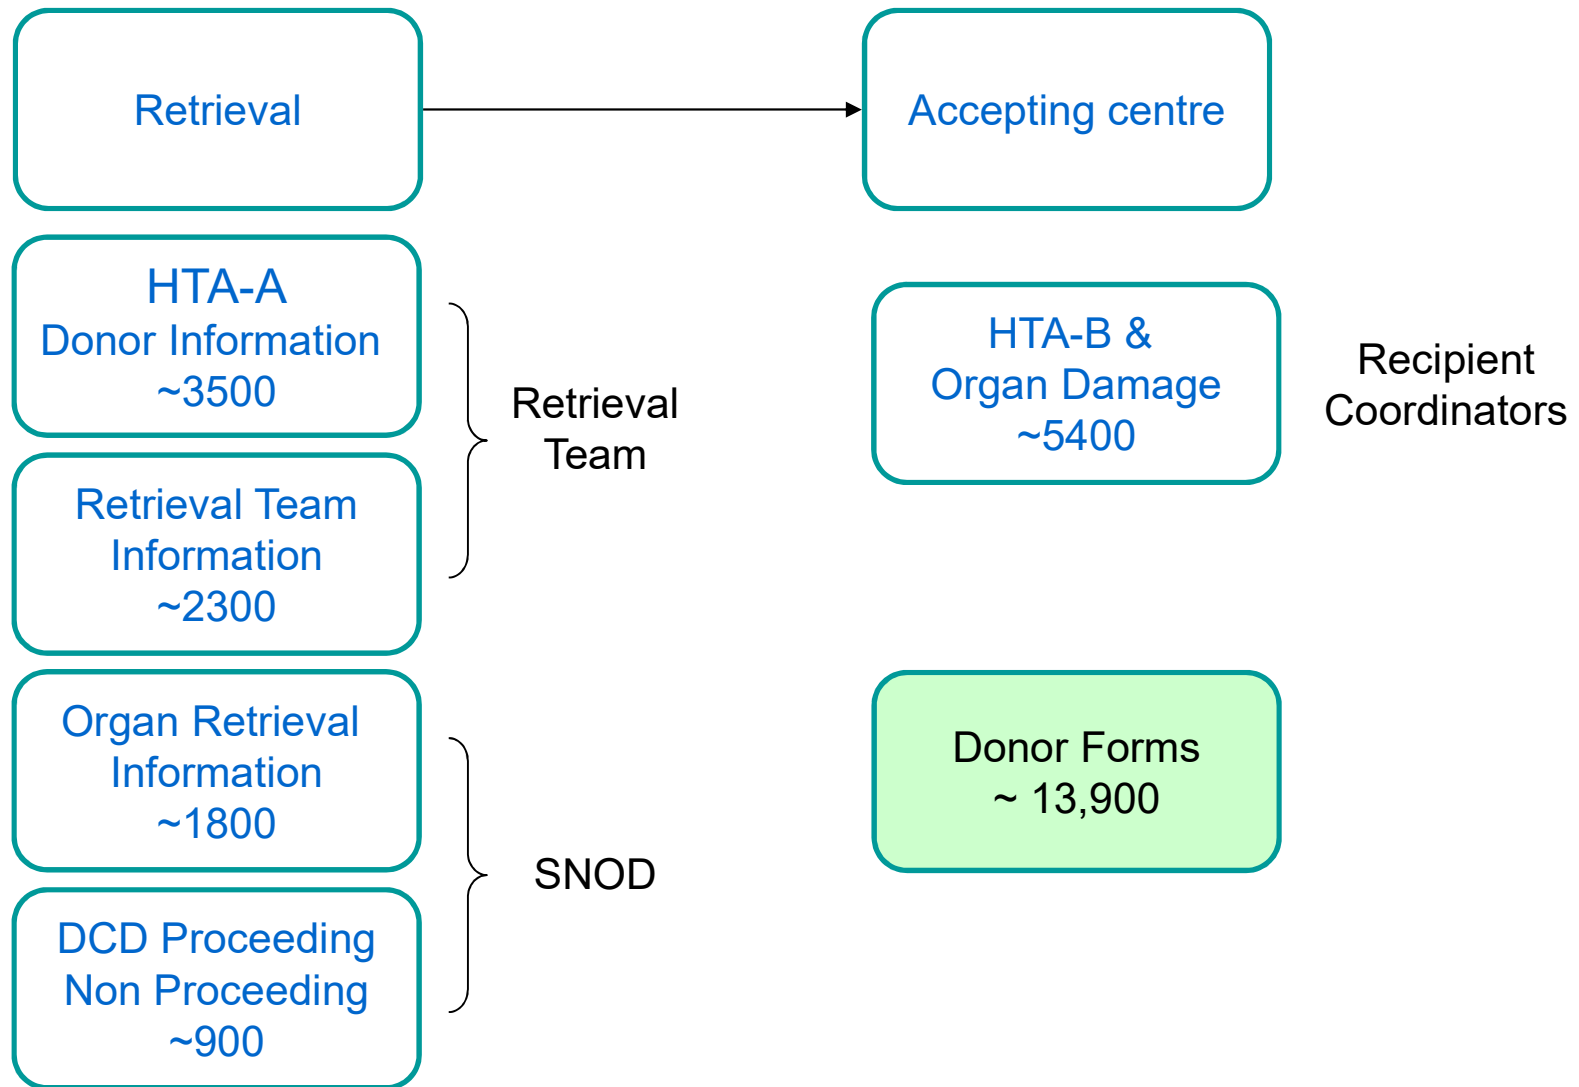 Retrieval
Accepting centre
HTA-A
Donor Information
~3500
Retrieval Team
Information
~2300
Retrieval
Team
Organ Retrieval
Information
~1800
DCD Proceeding
Non Proceeding
~900
SNOD
HTA-B &
Organ Damage
~5400
Recipient
Coordinators
Donor Forms
~ 13,900